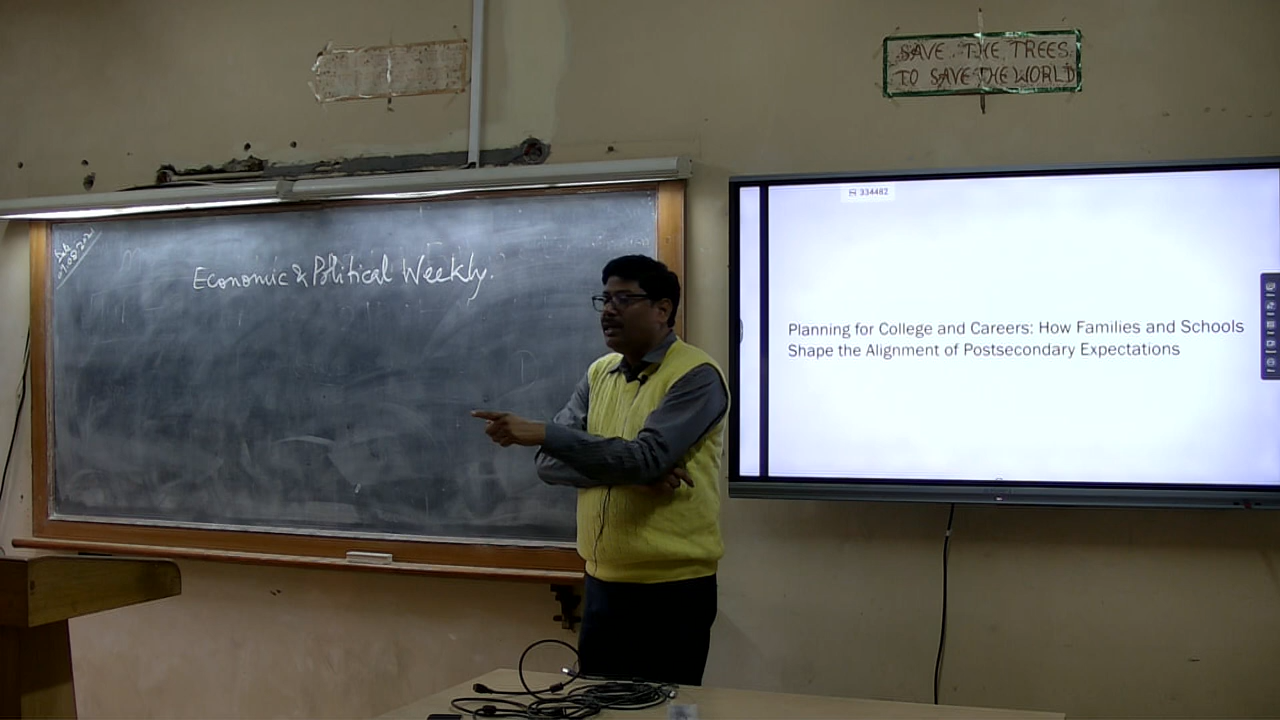 SAVE THE TREES
TO SAVE THE WORLD
Date
Economic & Political Weekly.
334482
Planning for College and Careers: How Families and Schools
Shape the Alignment of Postsecondary Expectations